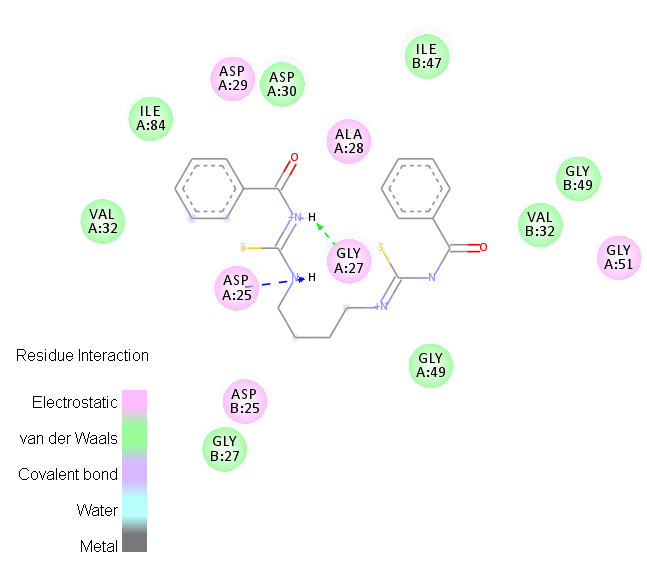 ILE
B:47
ASP
A:29
ASP
A:30
ILE
A:84
ALA
A:28
O
GLY
B:49
VAL
A:32
+N H
VAL
B:32
GLY
A:51
S
S
O
GLY
A:27
ASP
A:25
N H
N
+N
GLY
A:49
ASP
B:25
GLY
B:27
Residue Interaction
Electrostatic
van der Waals
Covalent bond
Water
Metal